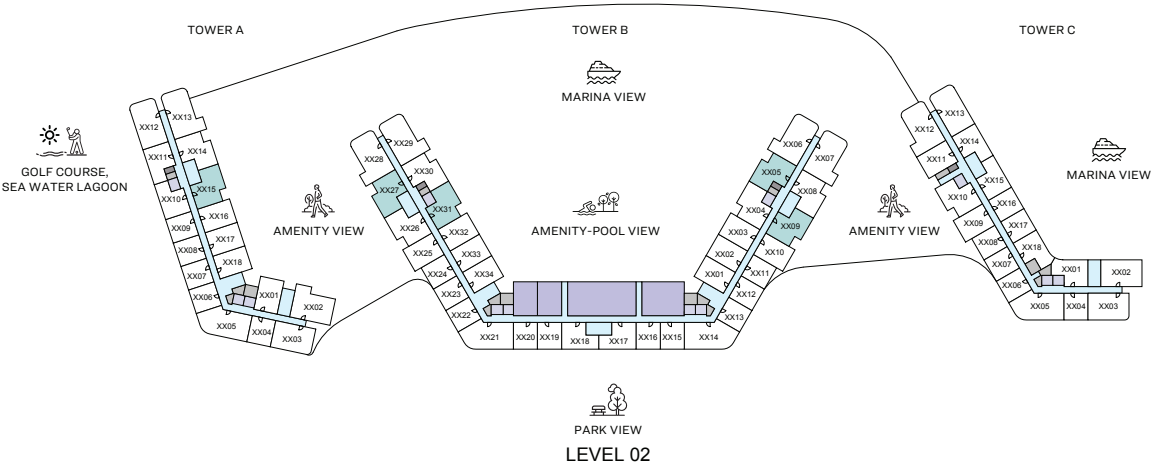 TOWER A
TOWER B
TOWER C
MARINA VIEW
GOLF COURSE,
SEA WATER LAGOON
AMENITY VIEW
AMENITY-POOL VIEW
AMENITY VIEW
MARINA VIEW
XX12
XX13
XX11
XX14
XX10
XX15
XX09
XX16
XX08
XX17
XX07
XX18
XX06
XX01
XX02
XX05
XX04
XX03
XX28
XX29
XX27
XX30
XX31
XX26
XX32
XX25
XX33
XX24
XX34
XX23
XX22
XX21
XX20
XX19
XX18
XX17
XX16
XX15
XX14
XX06
XX07
XX05
XX08
XX04
XX09
XX03
XX10
XX02
XX11
XX01
XX12
XX13
XX12
XX13
XX11
XX14
XX10
XX15
XX09
XX16
XX08
XX17
XX07
XX18
XX06
XX01
XX02
XX05
XX04
XX03
PARK VIEW
LEVEL 02